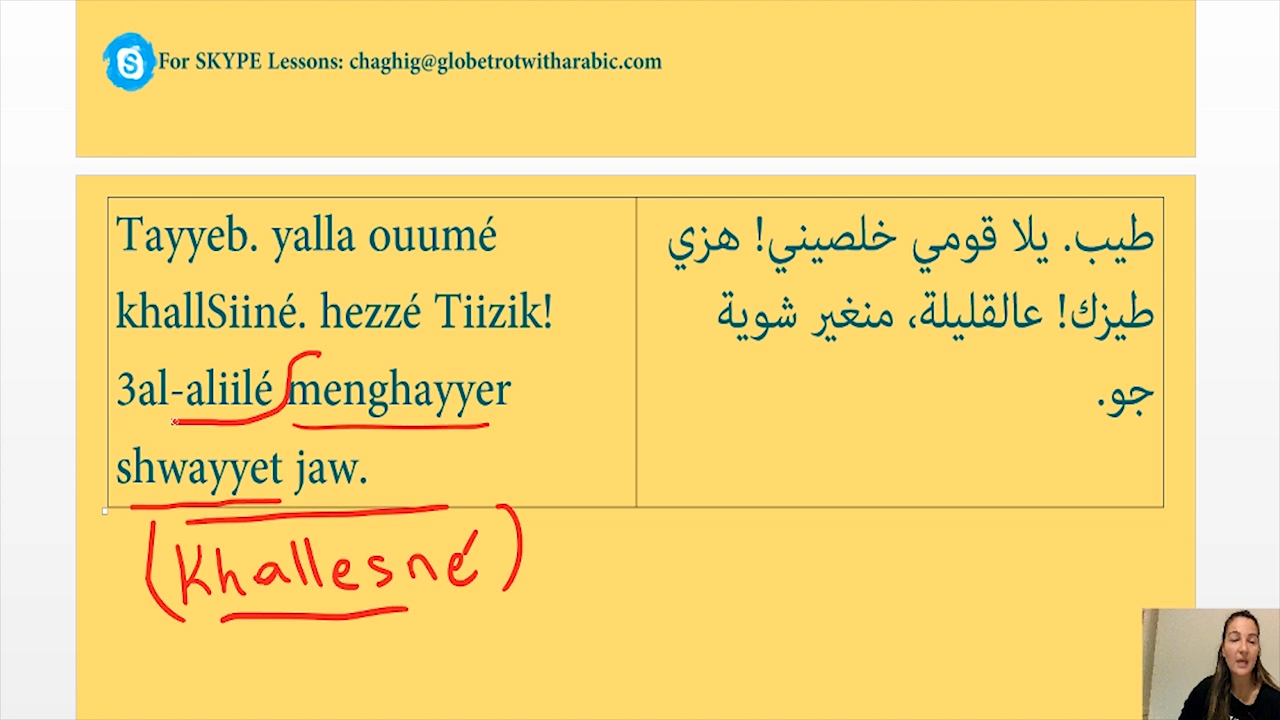 For SKYPE Lessons: chaghig@globetrotwitharabic.com
Tayyeb. yalla ouumé
khallSiiné. hezzé Tiizik!
3al-aliilé menghayyer
shwayyet jaw.
طيب. يلا قومي خلصيني! هزي
طيزك! عالقليلة، منغير شوية
جو.
(Khallesné)